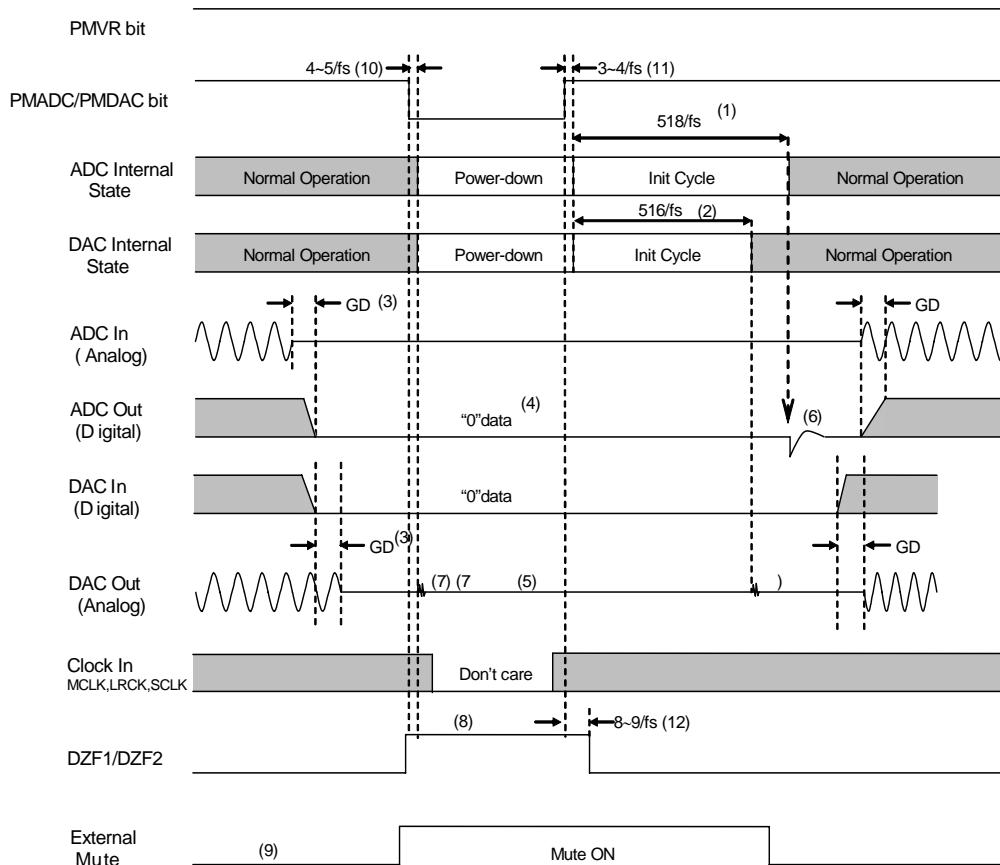 PMVR bit
4~5/fs (10)
3~4/fs (11)
PMADC/PMDAC bit
518/fs (1)
ADC Internal
State
Normal Operation
Power-down
Init Cycle
Normal Operation
516/fs (2)
DAC Internal
State
Normal Operation
Power-down
Init Cycle
Normal Operation
GD (3)
GD
ADC In
( Analog)
ADC Out
(D igital)
“0”data (4)
(6)
DAC In
(D igital)
“0”data
GD (3)
GD
DAC Out
(Analog)
(7) (7 (5) )
Clock In
MCLK,LRCK,SCLK
Don’t care
(8)
8~9/fs (12)
DZF1/DZF2
External
Mute
(9)
Mute ON